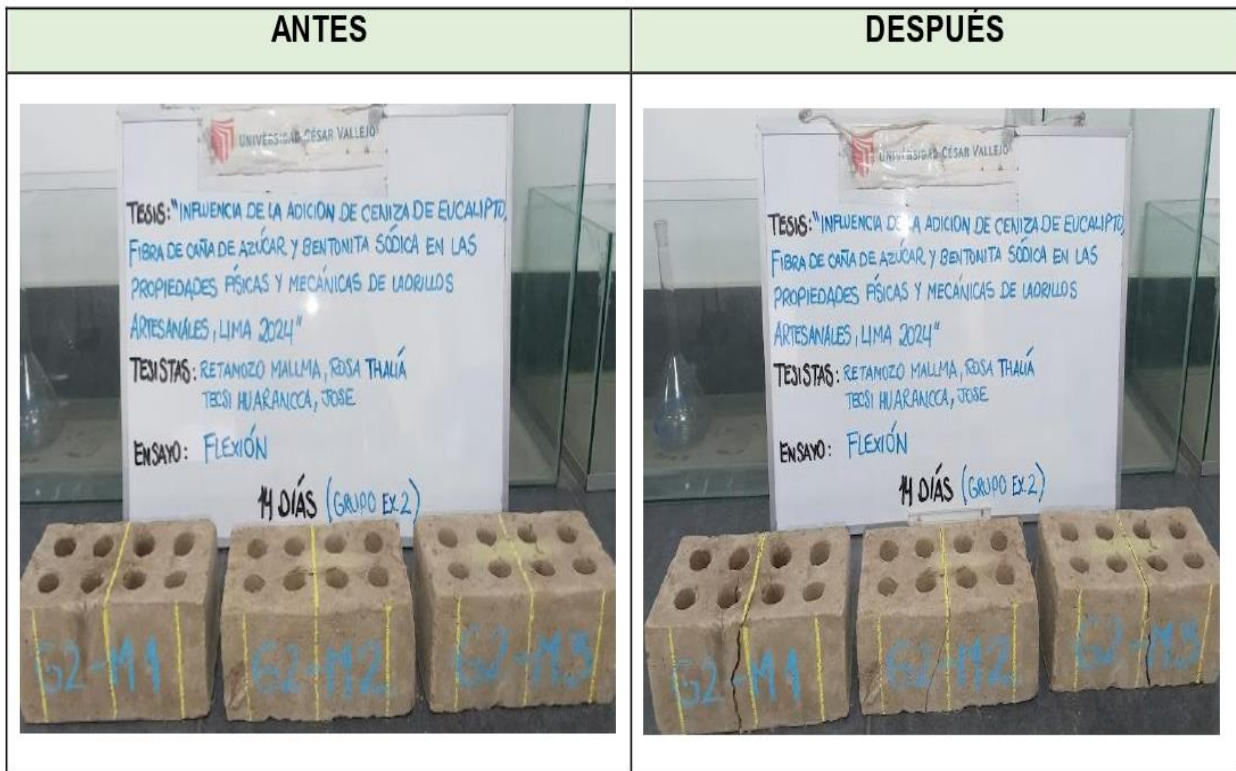 ANTES
DESPUÉS
UNIVERSIDAD CÉSAR VALLEJO
TESIS: "INFLUENCIA DE LA ADICION DE CENIZA DE EUCALIPTO,
FIBRA DE CAÑA DE AZÚCAR Y BENTONITA SÓDICA EN LAS
PROPIEDADES FÍSICAS Y MECÁNICAS DE LADRILLOS
ARTESANALES, LIMA 2024"
TESISTAS: RETAMOZO MALLMA, ROSA THALIÁ
TECSI HUARANCCA, JOSE
ENSAYO: FLEXIÓN
14 DÍAS (GRUPO EX.2)
G2-M1
G2-M2
G2-M3
UNIVERSIDAD CÉSAR VALLEJO
TESIS: "INFLUENCIA DE LA ADICION DE CENIZA DE EUCALIPTO,
FIBRA DE CAÑA DE AZÚCAR Y BENTONITA SÓDICA EN LAS
PROPIEDADES FÍSICAS Y MECÁNICAS DE LADRILLOS
ARTESANALES, LIMA 2024"
TESISTAS: RETAMOZO MALLMA, ROSA THALIÁ
TECSI HUARANCCA, JOSE
ENSAYO: FLEXIÓN
14 DÍAS (GRUPO EX.2)
G2-M1
G2-M2
G2-M3